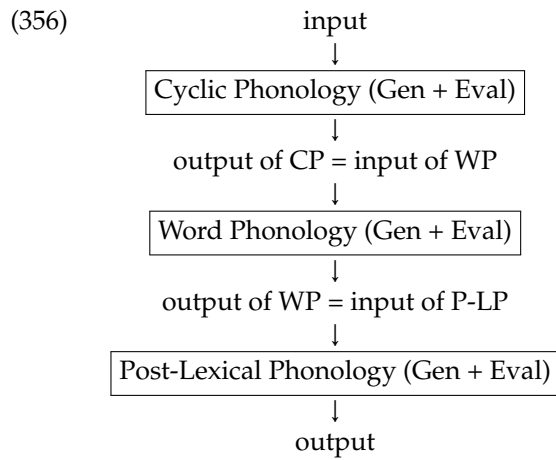 (356) input
↓
Cyclic Phonology (Gen + Eval)
↓
output of CP = input of WP
↓
Word Phonology (Gen + Eval)
↓
output of WP = input of P-LP
↓
Post-Lexical Phonology (Gen + Eval)
↓
output